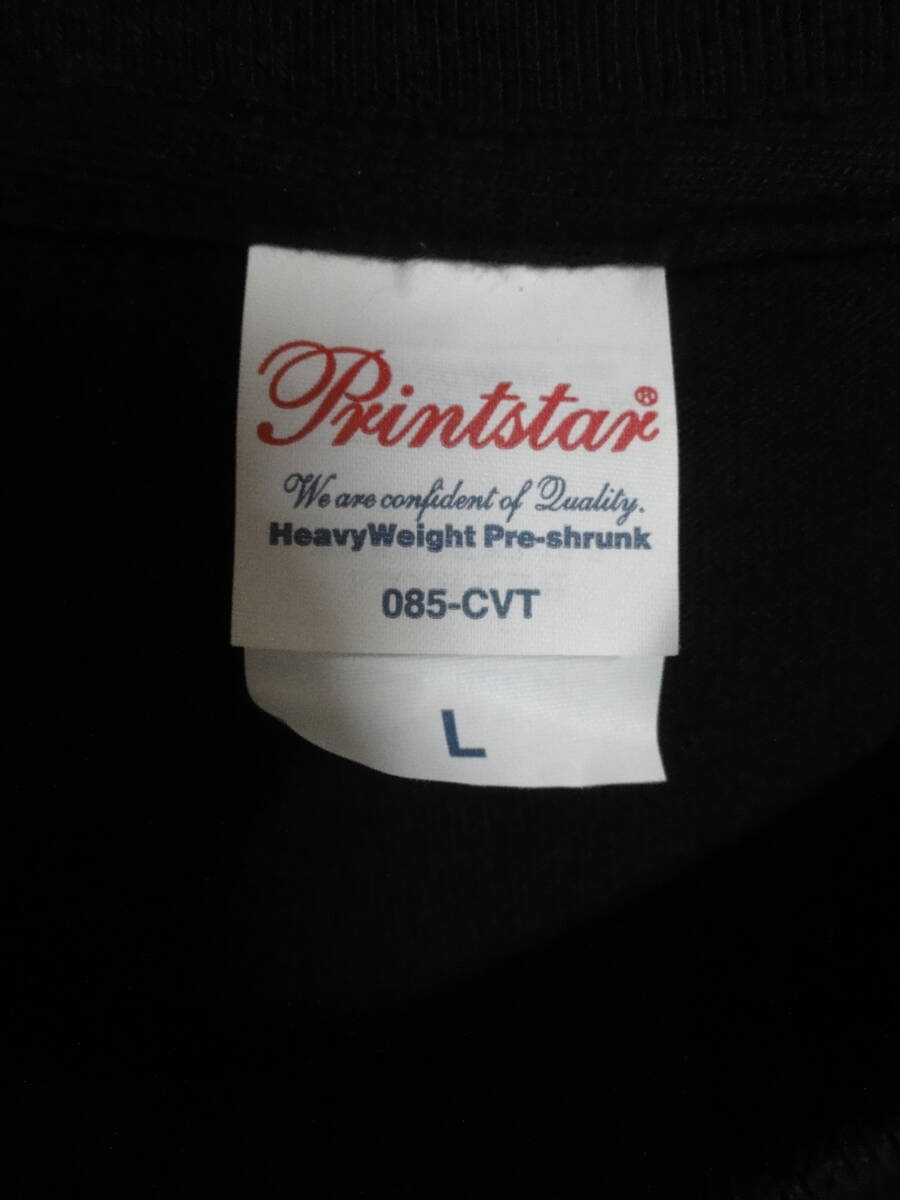 Printstar®
We are confident of Quality.
HeavyWeight Pre-shrunk
085-CVT
L